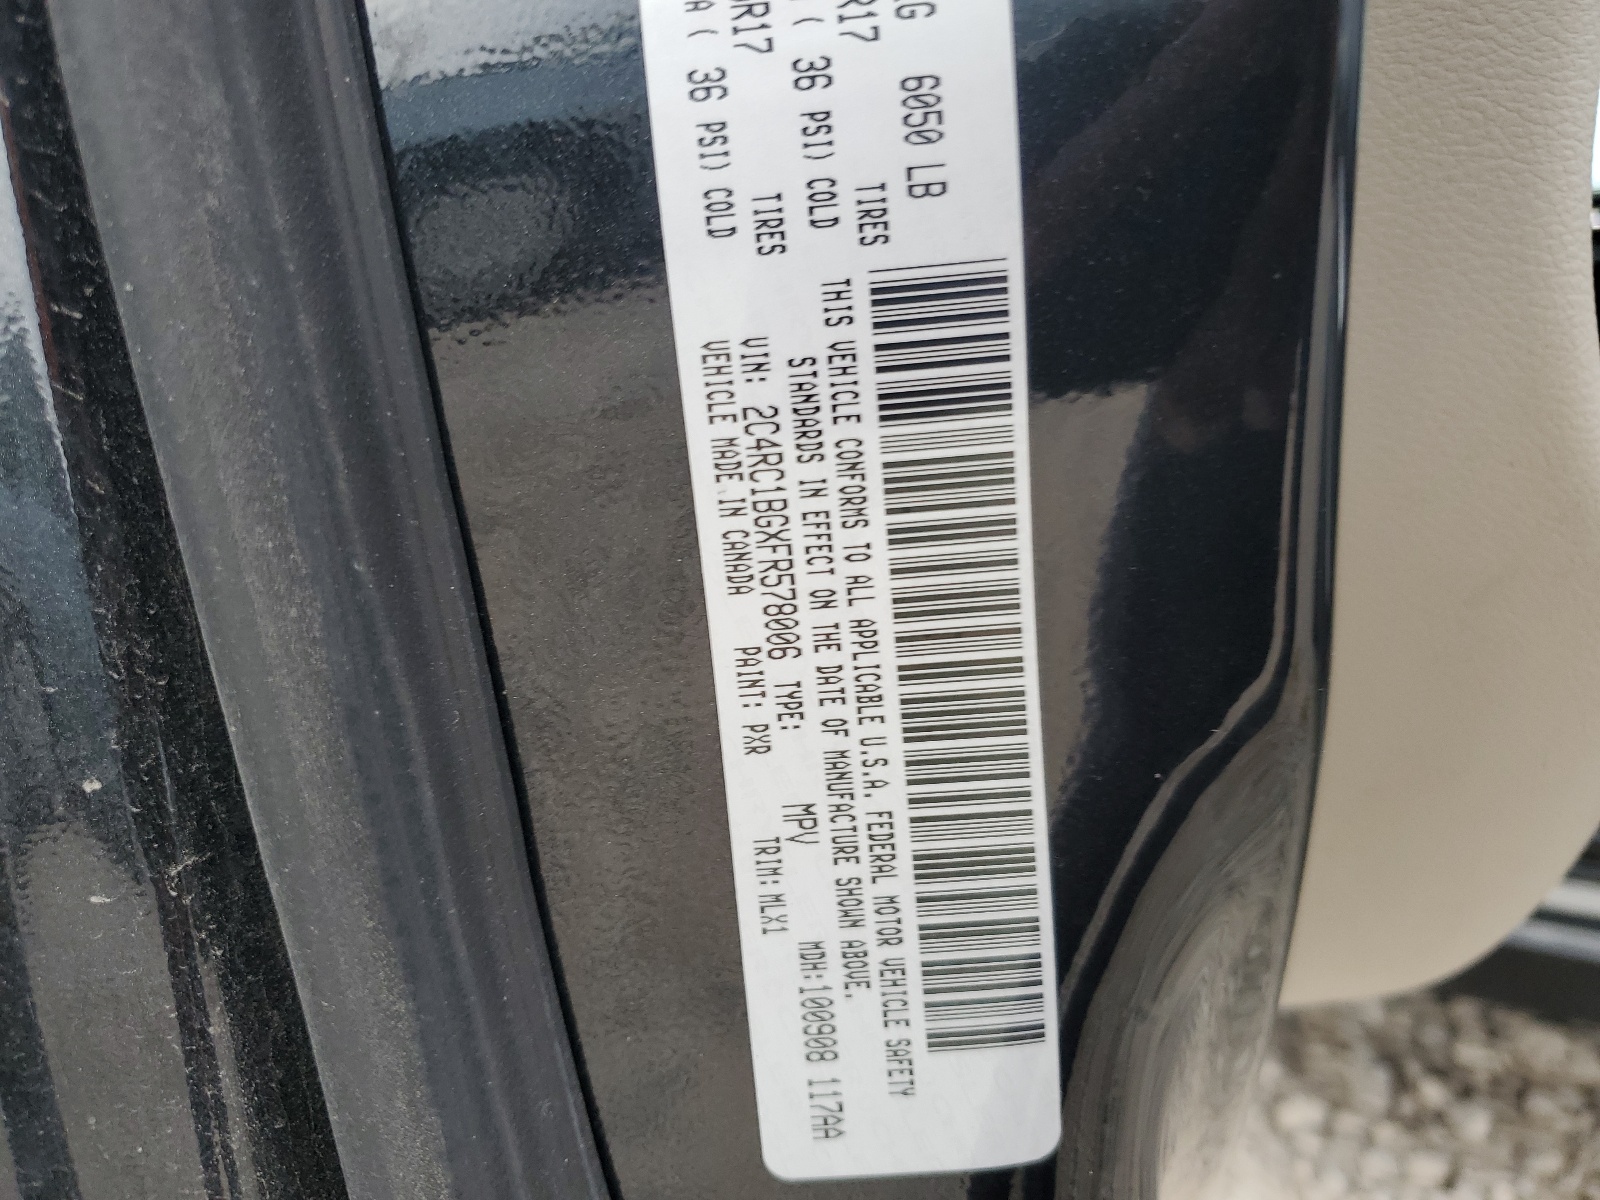 LG 6050 LB
R17 TIRES
( 36 PSI) COLD
R17 TIRES
A ( 36 PSI) COLD
THIS VEHICLE CONFORMS TO ALL APPLICABLE U.S.A. FEDERAL MOTOR VEHICLE SAFETY
STANDARDS IN EFFECT ON THE DATE OF MANUFACTURE SHOWN ABOVE.
VIN: 2C4RC1BGXFR578006 TYPE: MPV MDH:100908 117AA
VEHICLE MADE IN CANADA PAINT: PXR TRIM:MLX1